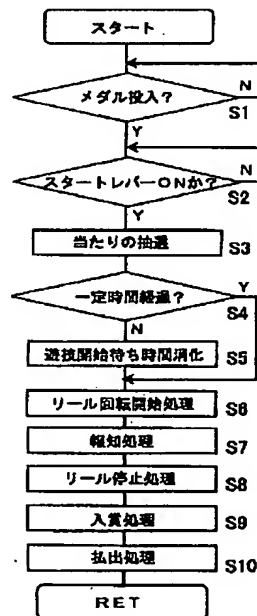 スタート
メダル投入?
N
S1
Y
スタートレバーONか?
N
S2
Y
当たりの抽選
S3
一定時間経過?
Y
S4
N
遊技開始待ち時間消化
S5
リール回転開始処理
S6
報知処理
S7
リール停止処理
S8
入賞処理
S9
払出処理
S10
RET